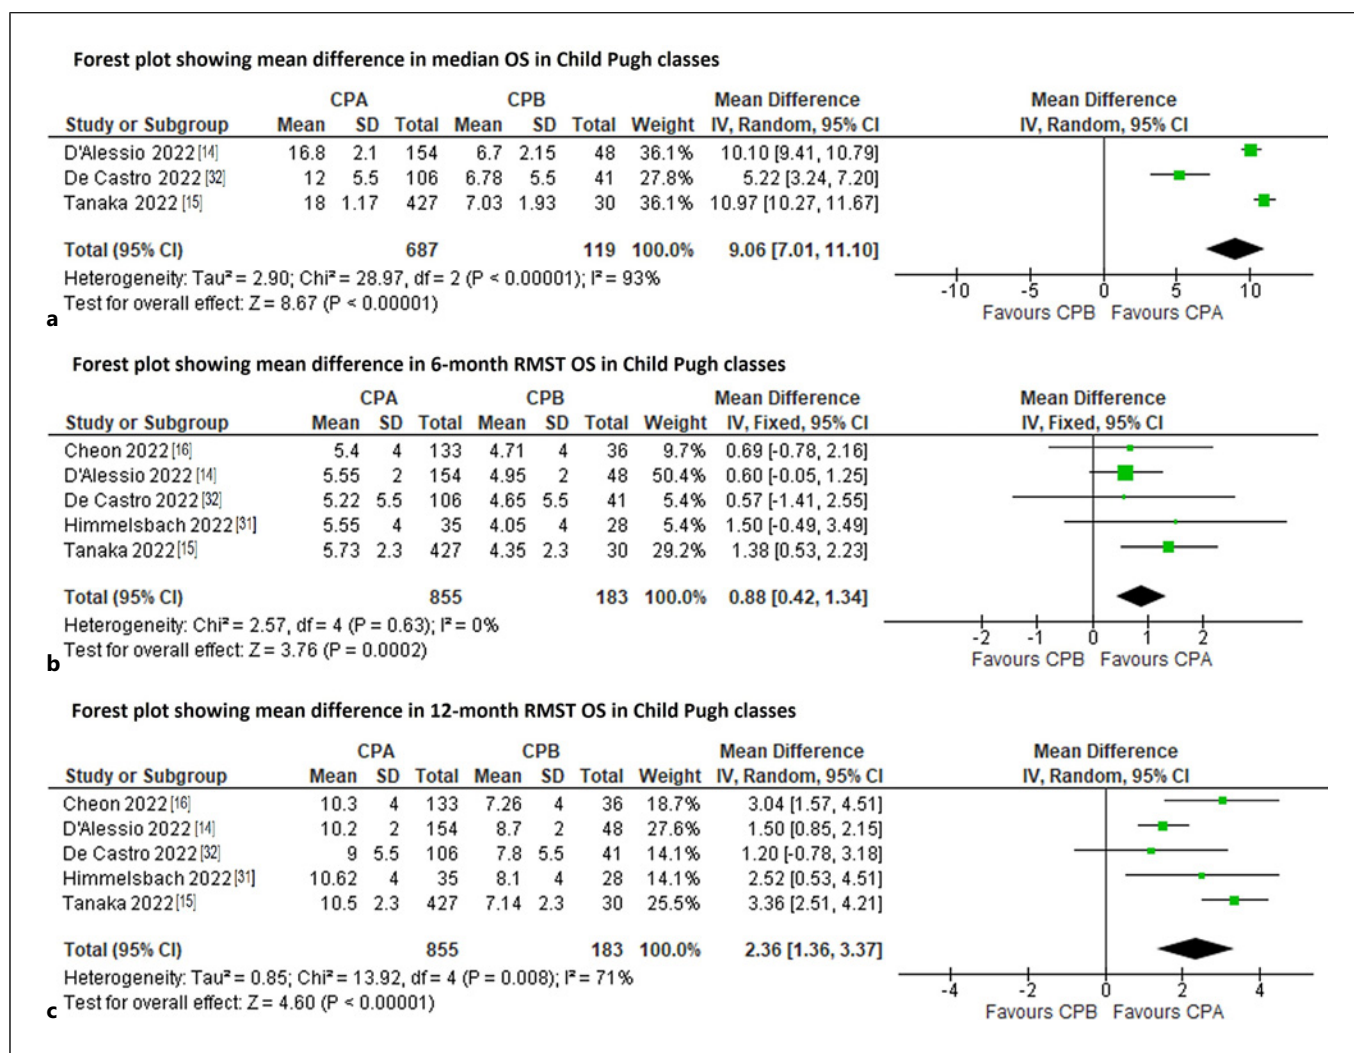 Forest plot showing mean difference in median OS in Child Pugh classes
CPA CPB Mean Difference Mean Difference
Study or Subgroup Mean SD Total Mean SD Total Weight IV, Random, 95% CI IV, Random, 95% CI
D'Alessio 2022[14] 16.8 2.1 154 6.7 2.15 48 36.1% 10.10 [9.41, 10.79]
De Castro 2022 [32] 12 5.5 106 6.78 5.5 41 27.8% 5.22 [3.24, 7.20]
Tanaka 2022[15] 18 1.17 427 7.03 1.93 30 36.1% 10.97 [10.27, 11.67]
Total (95% CI) 687 119 100.0% 9.06 [7.01, 11.10]
Heterogeneity: Tau² = 2.90; Chi² = 28.97, df = 2 (P < 0.00001); I² = 93%
Test for overall effect: Z = 8.67 (P < 0.00001)
-10 -5 0 5 10
Favours CPB Favours CPA
a
Forest plot showing mean difference in 6-month RMST OS in Child Pugh classes
CPA CPB Mean Difference Mean Difference
Study or Subgroup Mean SD Total Mean SD Total Weight IV, Fixed, 95% CI IV, Fixed, 95% CI
Cheon 2022[16] 5.4 4 133 4.71 4 36 9.7% 0.69 [-0.78, 2.16]
D'Alessio 2022[14] 5.55 2 154 4.95 2 48 50.4% 0.60 [-0.05, 1.25]
De Castro 2022[32] 5.22 5.5 106 4.65 5.5 41 5.4% 0.57 [-1.41, 2.55]
Himmelsbach 2022[31] 5.55 4 35 4.05 4 28 5.4% 1.50 [-0.49, 3.49]
Tanaka 2022[15] 5.73 2.3 427 4.35 2.3 30 29.2% 1.38 [0.53, 2.23]
Total (95% CI) 855 183 100.0% 0.88 [0.42, 1.34]
Heterogeneity: Chi² = 2.57, df = 4 (P = 0.63); I² = 0%
Test for overall effect: Z = 3.76 (P = 0.0002)
-2 -1 0 1 2
Favours CPB Favours CPA
b
Forest plot showing mean difference in 12-month RMST OS in Child Pugh classes
CPA CPB Mean Difference Mean Difference
Study or Subgroup Mean SD Total Mean SD Total Weight IV, Random, 95% CI IV, Random, 95% CI
Cheon 2022[16] 10.3 4 133 7.26 4 36 18.7% 3.04 [1.57, 4.51]
D'Alessio 2022[14] 10.2 2 154 8.7 2 48 27.6% 1.50 [0.85, 2.15]
De Castro 2022[32] 9 5.5 106 7.8 5.5 41 14.1% 1.20 [-0.78, 3.18]
Himmelsbach 2022[31] 10.62 4 35 8.1 4 28 14.1% 2.52 [0.53, 4.51]
Tanaka 2022[15] 10.5 2.3 427 7.14 2.3 30 25.5% 3.36 [2.51, 4.21]
Total (95% CI) 855 183 100.0% 2.36 [1.36, 3.37]
Heterogeneity: Tau² = 0.85; Chi² = 13.92, df = 4 (P = 0.008); I² = 71%
Test for overall effect: Z = 4.60 (P < 0.00001)
-4 -2 0 2 4
Favours CPB Favours CPA
c